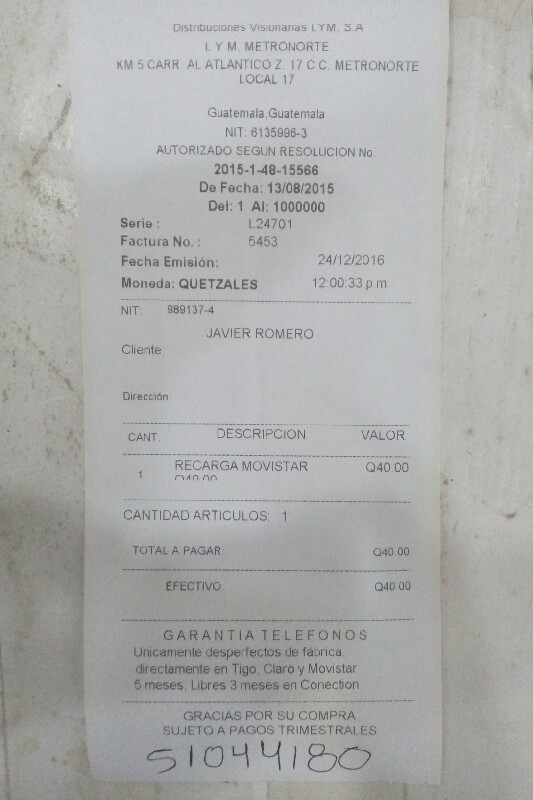 Distribuciones Visionarias LYM, S.A
L Y M. METRONORTE
KM 5 CARR AL ATLANTICO Z. 17 C.C. METRONORTE
LOCAL 17
Guatemala,Guatemala
NIT: 6135996-3
AUTORIZADO SEGUN RESOLUCION No.
2015-1-48-15566
De Fecha: 13/08/2015
Del: 1 Al: 1000000
Serie : L24701
Factura No. : 5453
Fecha Emisión: 24/12/2016
Moneda: QUETZALES 12:00:33 p.m
NIT: 989137-4
JAVIER ROMERO
Cliente
Dirección
CANT. DESCRIPCION VALOR
1 RECARGA MOVISTAR Q40.00
Q40.00
CANTIDAD ARTICULOS: 1
TOTAL A PAGAR: Q40.00
EFECTIVO: Q40.00
GARANTIA TELEFONOS
Unicamente desperfectos de fábrica,
directamente en Tigo, Claro y Movistar
5 meses, Libres 3 meses en Conection
GRACIAS POR SU COMPRA
SUJETO A PAGOS TRIMESTRALES
51044180